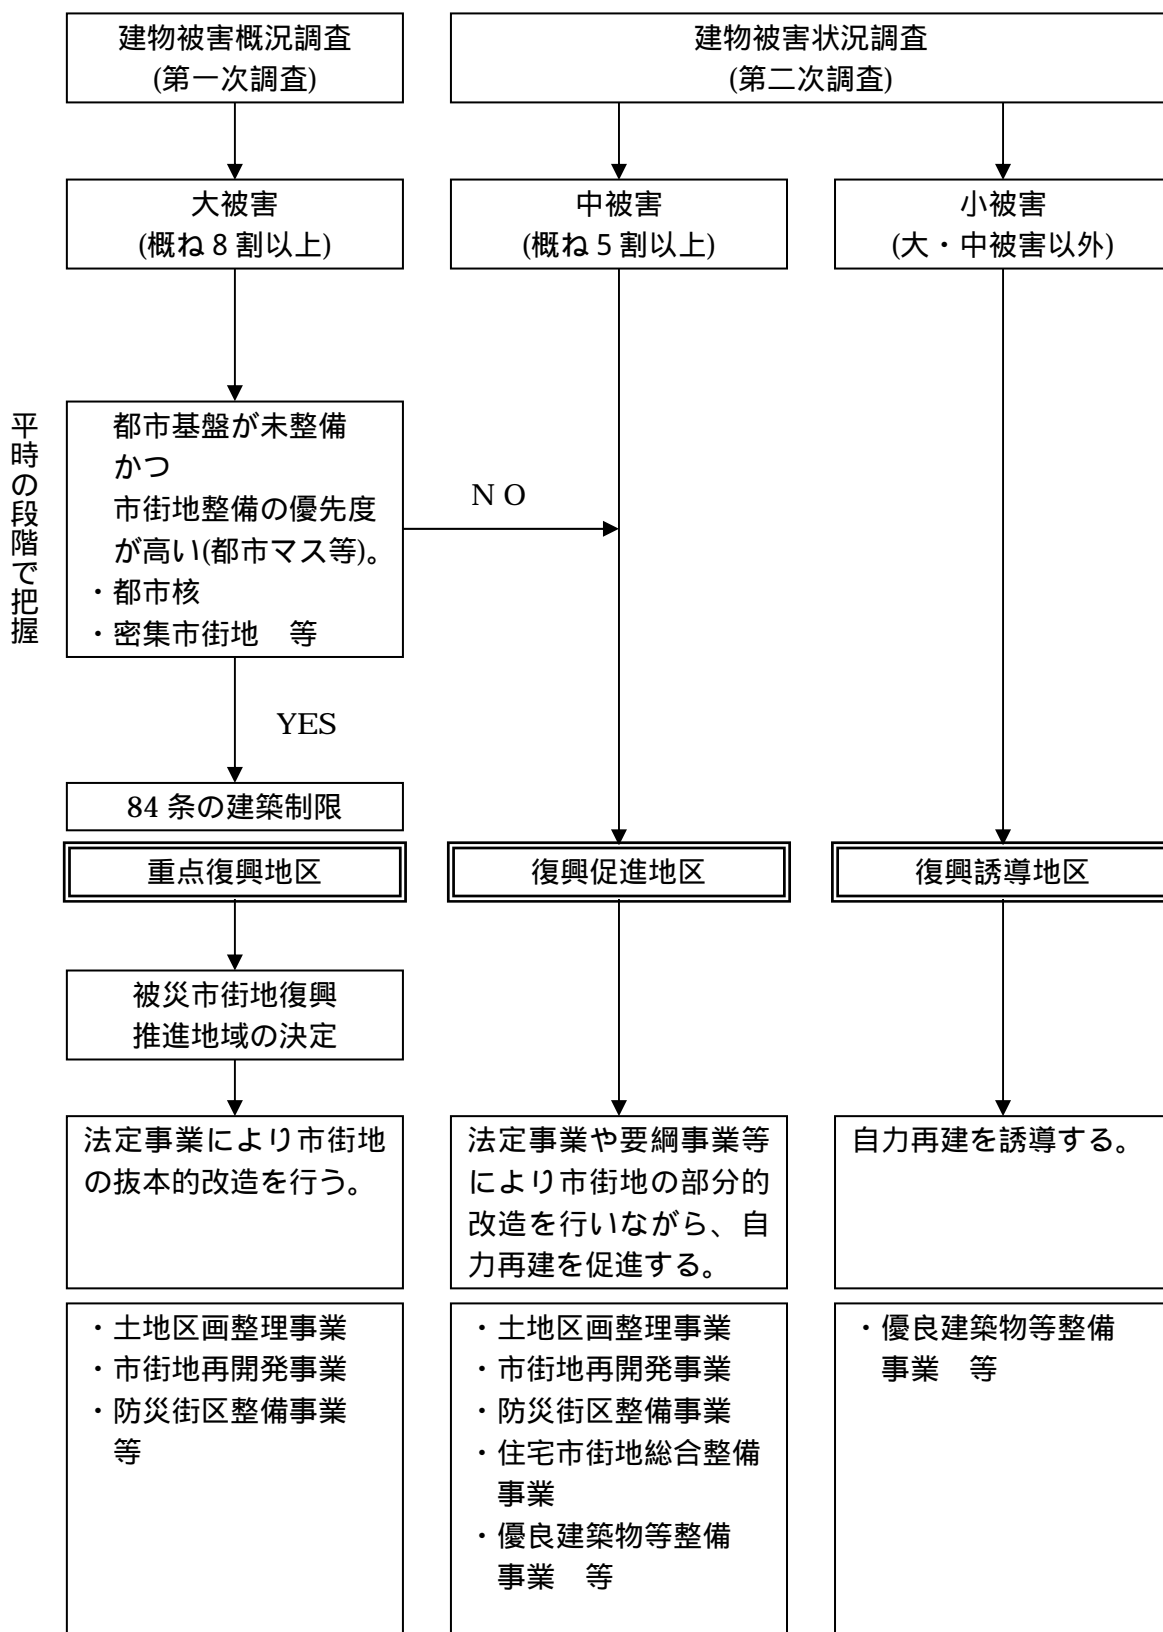 建物被害概況調査
(第一次調査)
建物被害状況調査
(第二次調査)
大被害
(概ね8割以上)
中被害
(概ね5割以上)
小被害
(大・中被害以外)
平時の段階で把握
都市基盤が未整備
かつ
市街地整備の優先度
が高い(都市マス等)。
・都市核
・密集市街地 等
NO
YES
84条の建築制限
重点復興地区
復興促進地区
復興誘導地区
被災市街地復興
推進地域の決定
法定事業により市街地
の抜本的改造を行う。
法定事業や要綱事業等
により市街地の部分的
改造を行いながら、自
力再建を促進する。
自力再建を誘導する。
・土地区画整理事業
・市街地再開発事業
・防災街区整備事業
等
・土地区画整理事業
・市街地再開発事業
・防災街区整備事業
・住宅市街地総合整備
事業
・優良建築物等整備
事業 等
・優良建築物等整備
事業 等